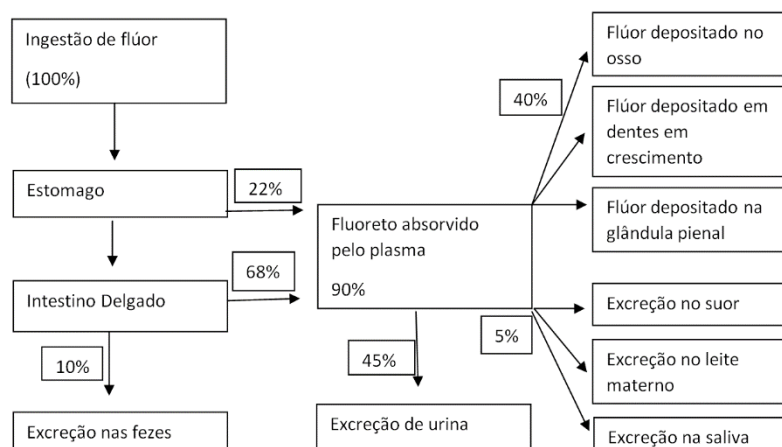 Ingestão de flúor
(100%)
Estomago
22%
Intestino Delgado
68%
10%
Excreção nas fezes
Fluoreto absorvido
pelo plasma
90%
45%
Excreção de urina
40%
5%
Flúor depositado no
osso
Flúor depositado em
dentes em
crescimento
Flúor depositado na
glândula pienal
Excreção no suor
Excreção no leite
materno
Excreção na saliva